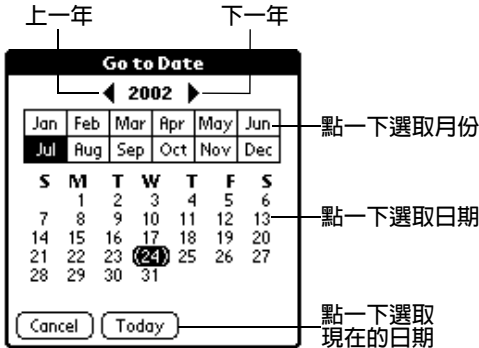 上一年
下一年
Go to Date
2002
Jan Feb Mar Apr May Jun
點一下選取月份
Jul Aug Sep Oct Nov Dec
S M T W T F S
1 2 3 4 5 6
7 8 9 10 11 12 13
點一下選取日期
14 15 16 17 18 19 20
21 22 23 24 25 26 27
28 29 30 31
Cancel Today
點一下選取
現在的日期